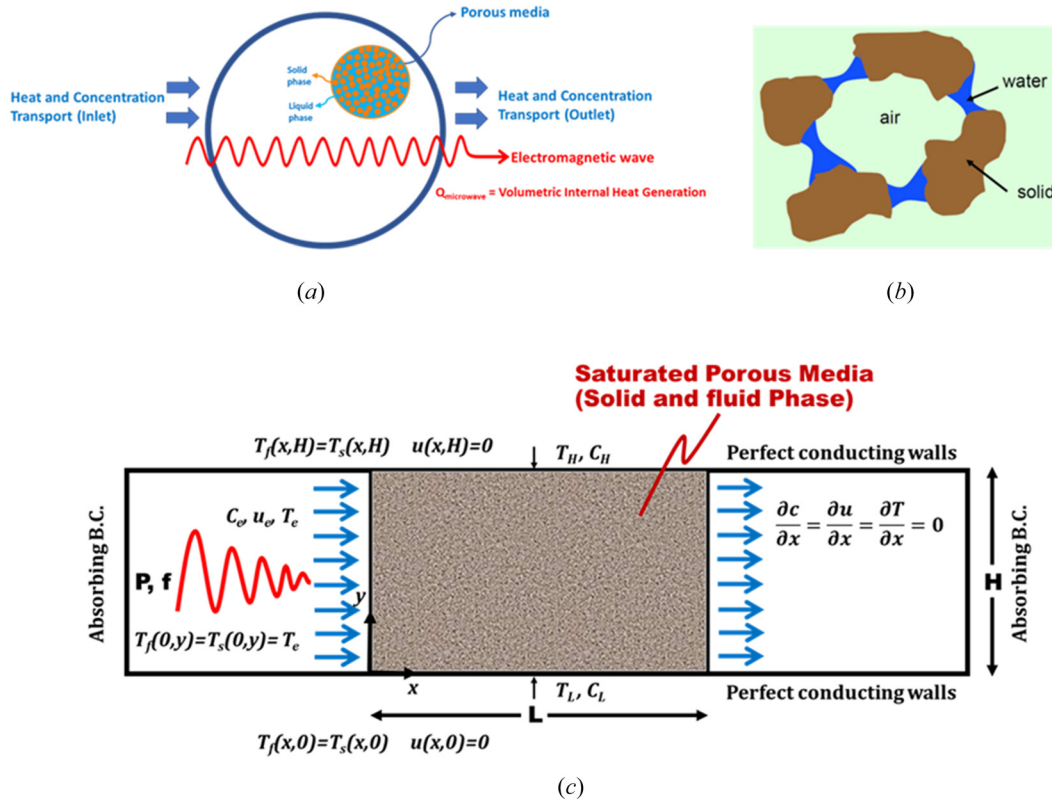 Porous media
Solid
phase
Liquid
phase
Heat and Concentration
Transport (Inlet)
Heat and Concentration
Transport (Outlet)
Electromagnetic wave
Qmicrowave = Volumetric Internal Heat Generation
(a)
water
air
solid
(b)
Saturated Porous Media
(Solid and fluid Phase)
T_f(x,H)=T_s(x,H) u(x,H)=0
T_H, C_H
Perfect conducting walls
Absorbing B.C.
C_e, u_e, T_e
P, f
y
T_f(0,y)=T_s(0,y)= T_e
x
∂c/∂x = ∂u/∂x = ∂T/∂x = 0
H
Absorbing B.C.
T_L, C_L
Perfect conducting walls
L
T_f(x,0)=T_s(x,0) u(x,0)=0
(c)